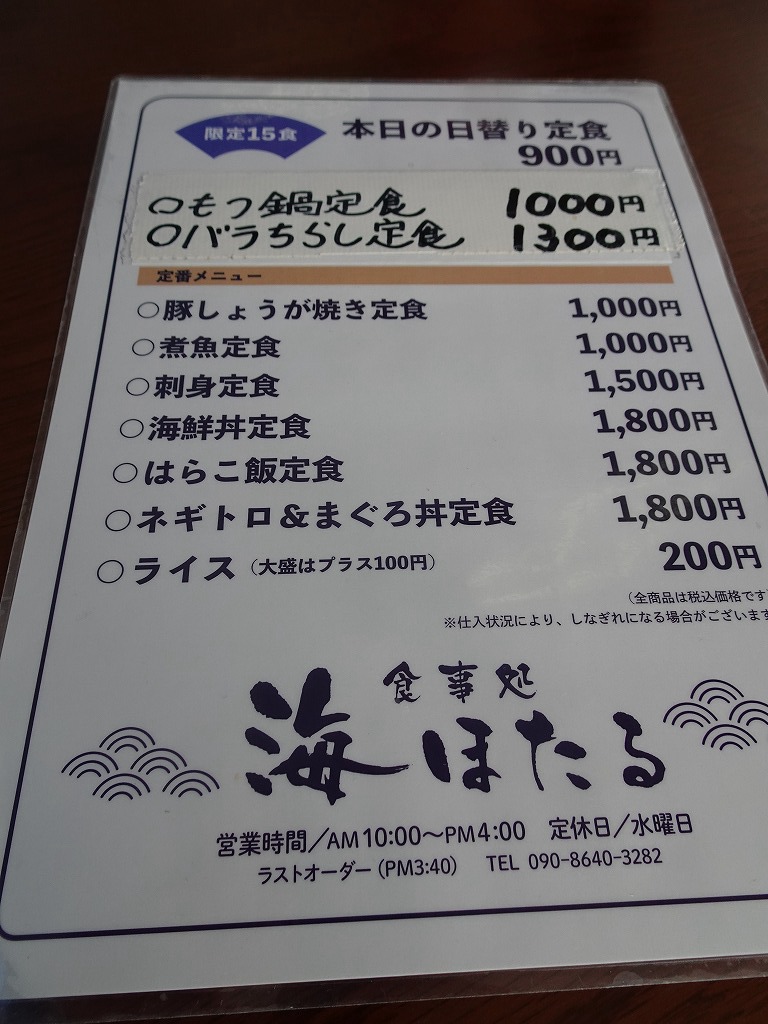 限定15食
本日の日替り定食
900円
○もつ鍋定食 1000円
○バラちらし定食 1300円
定番メニュー
○豚しょうが焼き定食 1,000円
○煮魚定食 1,000円
○刺身定食 1,500円
○海鮮丼定食 1,800円
○はらこ飯定食 1,800円
○ネギトロ&まぐろ丼定食 1,800円
○ライス (大盛はプラス100円) 200円
(全商品は税込価格です)
※仕入状況により、しなぎれになる場合がございます
食事処
海ほたる
営業時間/AM10:00〜PM4:00 定休日/水曜日
ラストオーダー(PM3:40) TEL 090-8640-3282